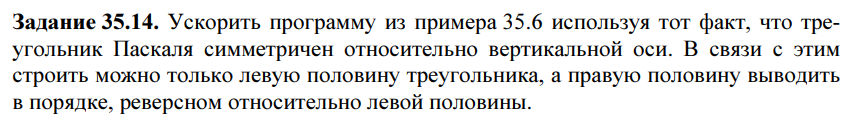 Задание 35.14. Ускорить программу из примера 35.6 используя тот факт, что тре-
угольник Паскаля симметричен относительно вертикальной оси. В связи с этим
строить можно только левую половину треугольника, а правую половину выводить
в порядке, реверсном относительно левой половины.